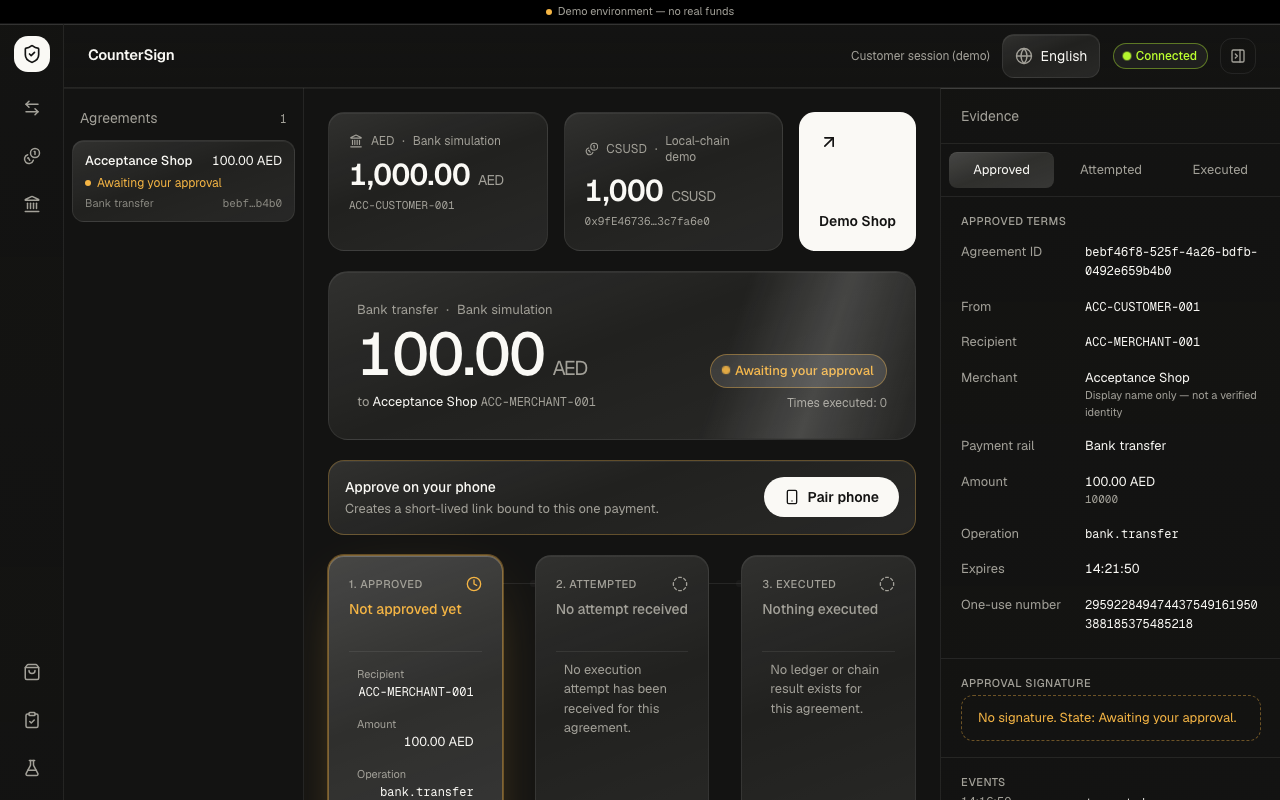 Demo environment — no real funds
CounterSign
Customer session (demo)
English
Connected
Agreements 1
Acceptance Shop 100.00 AED
Awaiting your approval
Bank transfer bebf…b4b0
AED · Bank simulation
1,000.00 AED
ACC-CUSTOMER-001
CSUSD · Local-chain
demo
1,000 CSUSD
0x9fE46736…3c7fa6e0
Demo Shop
Bank transfer · Bank simulation
100.00 AED
to Acceptance Shop ACC-MERCHANT-001
Awaiting your approval
Times executed: 0
Approve on your phone
Creates a short-lived link bound to this one payment.
Pair phone
1. APPROVED
Not approved yet
Recipient
ACC-MERCHANT-001
Amount
100.00 AED
Operation
bank.transfer
2. ATTEMPTED
No attempt received
No execution
attempt has been
received for this
agreement.
3. EXECUTED
Nothing executed
No ledger or chain
result exists for
this agreement.
Evidence
Approved Attempted Executed
APPROVED TERMS
Agreement ID bebf46f8-525f-4a26-bdfb-
0492e659b4b0
From ACC-CUSTOMER-001
Recipient ACC-MERCHANT-001
Merchant Acceptance Shop
Display name only — not a verified
identity
Payment rail Bank transfer
Amount 100.00 AED
10000
Operation bank.transfer
Expires 14:21:50
One-use number 295922849474437549161950
388185375485218
APPROVAL SIGNATURE
No signature. State: Awaiting your approval.
EVENTS